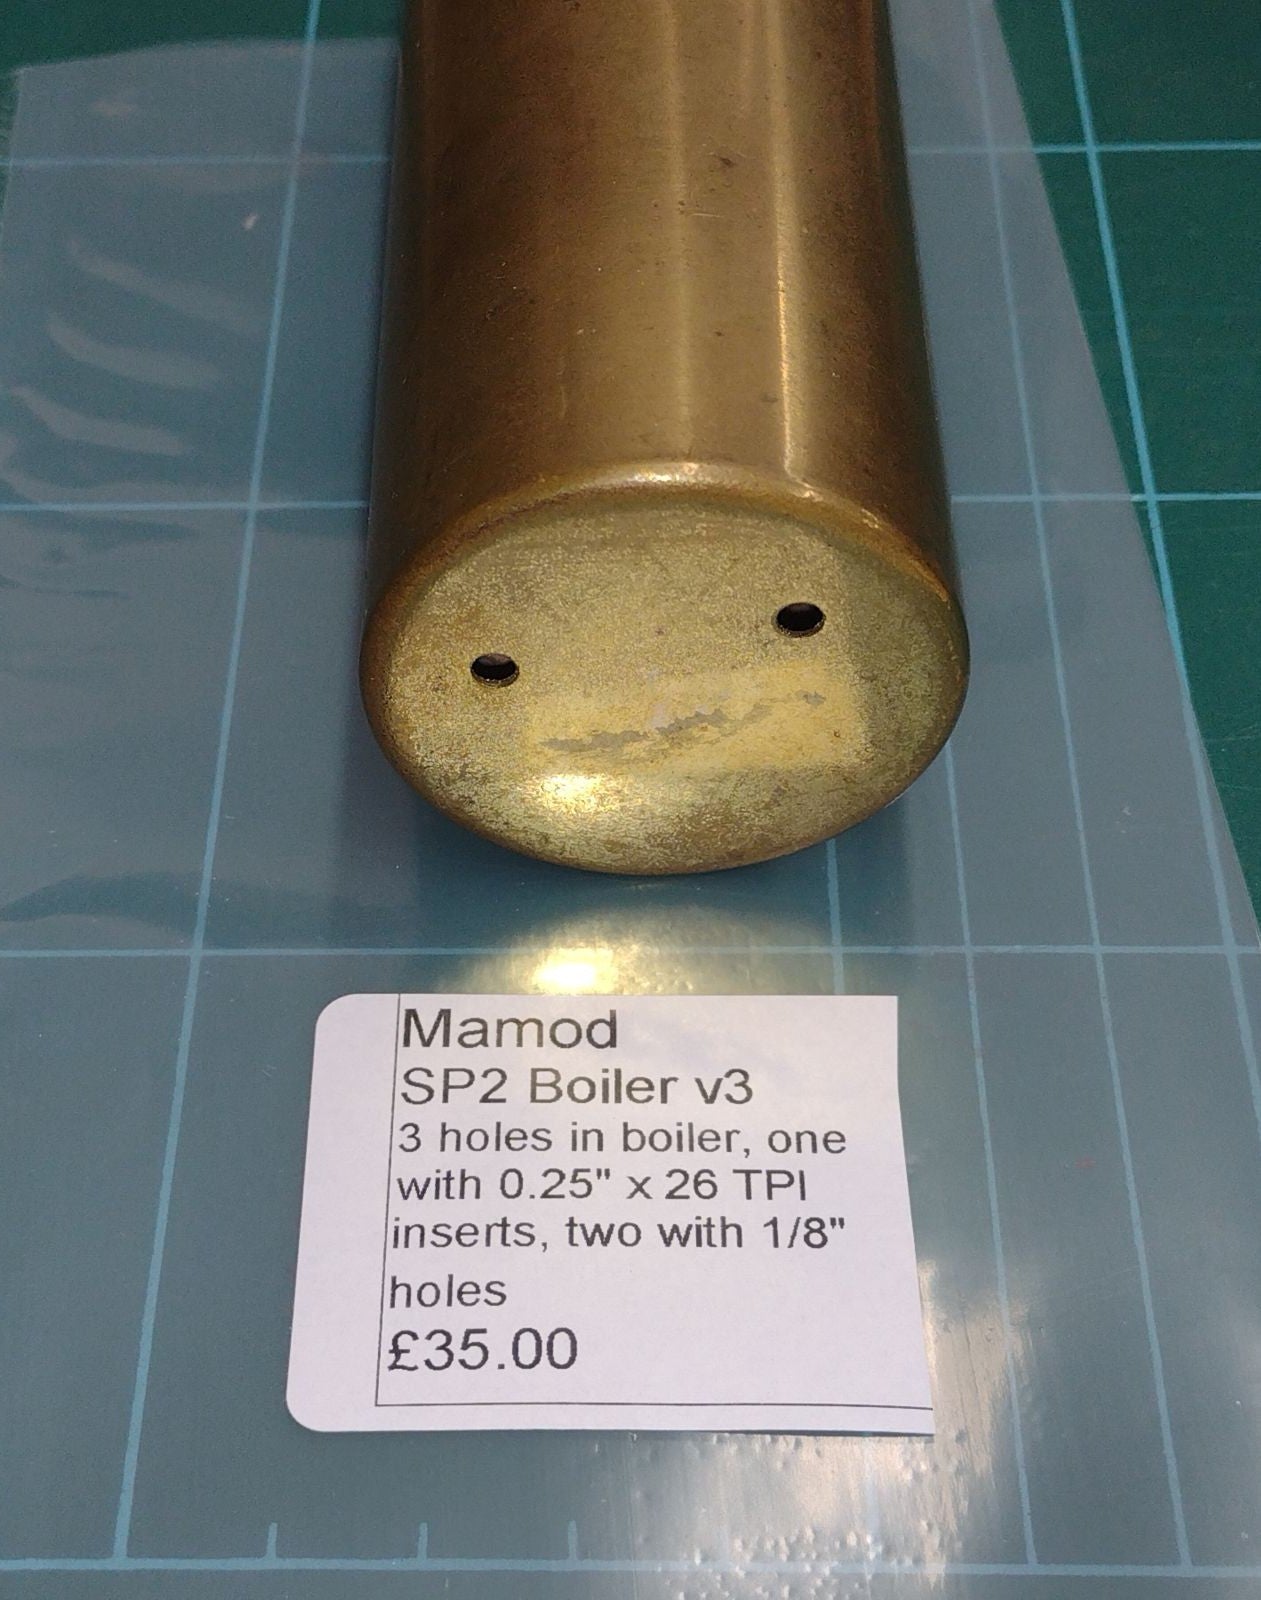 Mamod
SP2 Boiler v3
3 holes in boiler, one
with 0.25" x 26 TPI
inserts, two with 1/8"
holes
£35.00